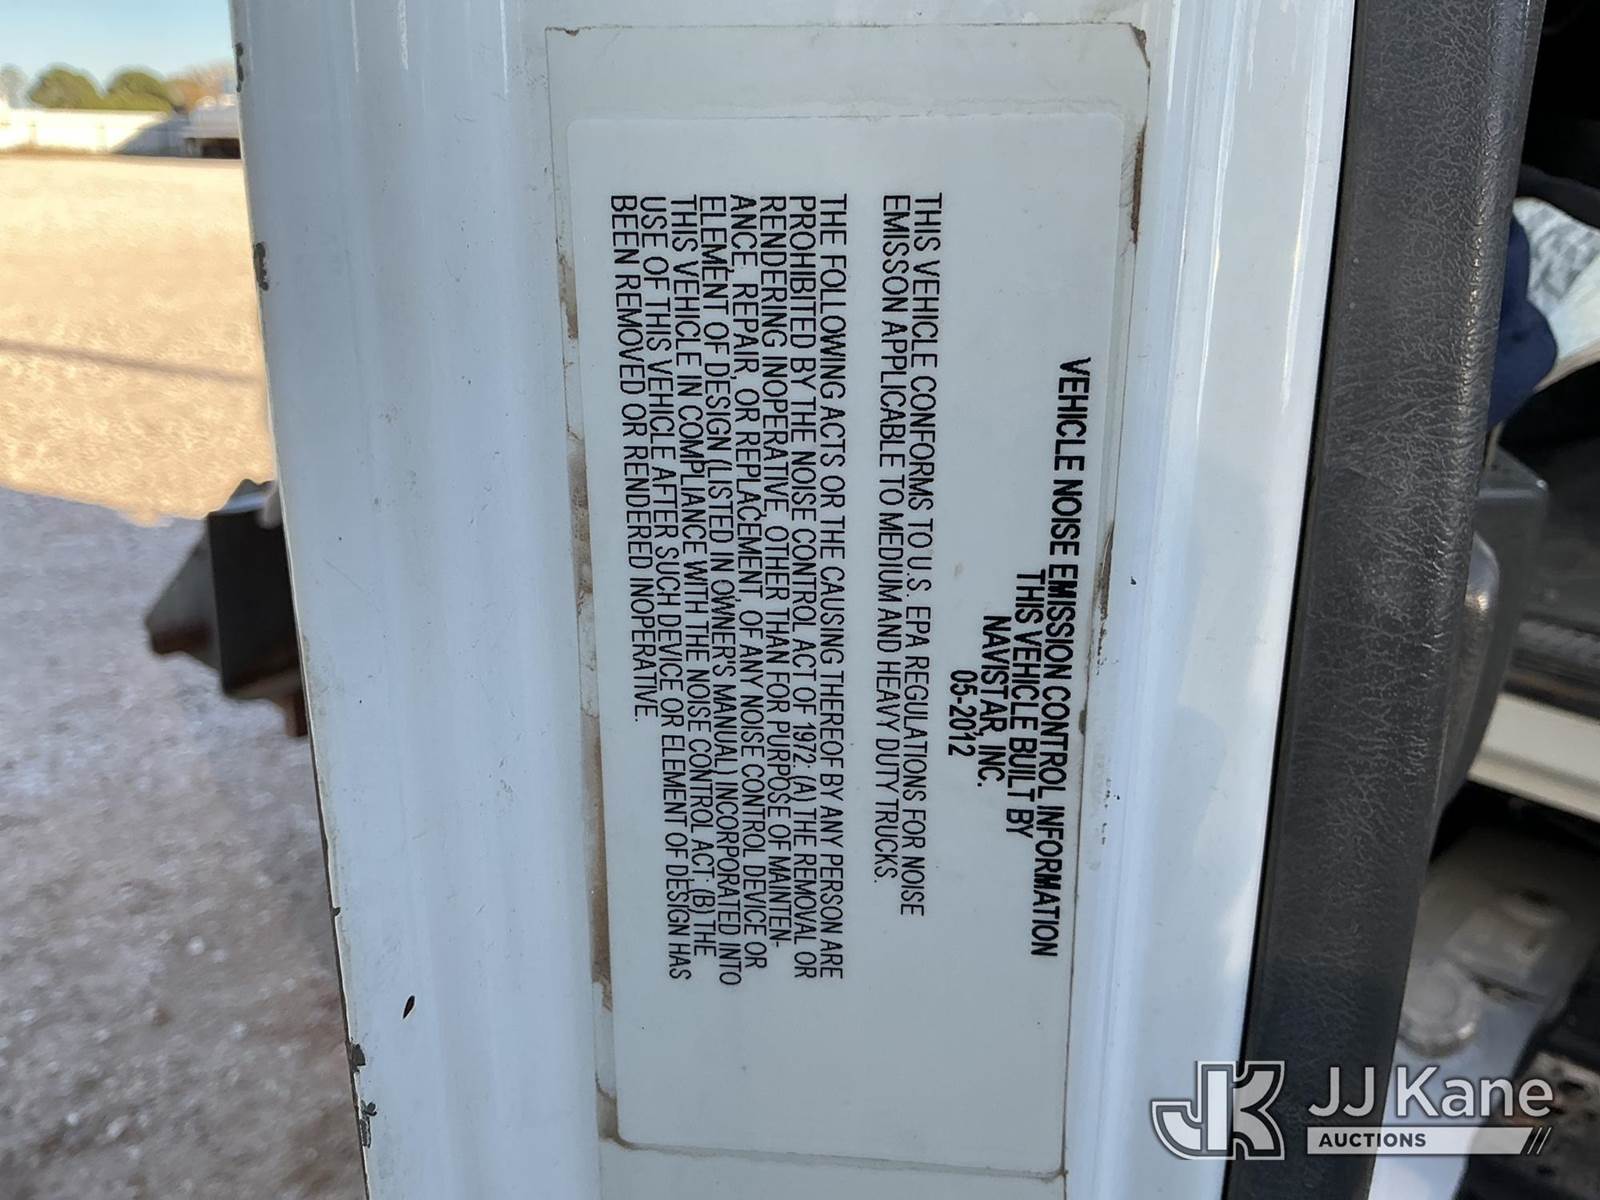 VEHICLE NOISE EMISSION CONTROL INFORMATION
THIS VEHICLE BUILT BY
NAVISTAR, INC.
05-2012
THIS VEHICLE CONFORMS TO U.S. EPA REGULATIONS FOR NOISE
EMISSON APPLICABLE TO MEDIUM AND HEAVY DUTY TRUCKS.
THE FOLLOWING ACTS OR THE CAUSING THEREOF BY ANY PERSON ARE
PROHIBITED BY THE NOISE CONTROL ACT OF 1972; (A) THE REMOVAL OR
RENDERING INOPERATIVE, OTHER THAN FOR PURPOSE OF MAINTEN-
ANCE, REPAIR, OR REPLACEMENT, OF ANY NOISE CONTROL DEVICE OR
ELEMENT OF DESIGN (LISTED IN OWNER'S MANUAL) INCORPORATED INTO
THIS VEHICLE IN COMPLIANCE WITH THE NOISE CONTROL ACT; (B) THE
USE OF THIS VEHICLE AFTER SUCH DEVICE OR ELEMENT OF DESIGN HAS
BEEN REMOVED OR RENDERED INOPERATIVE.
JK JJ Kane
AUCTIONS